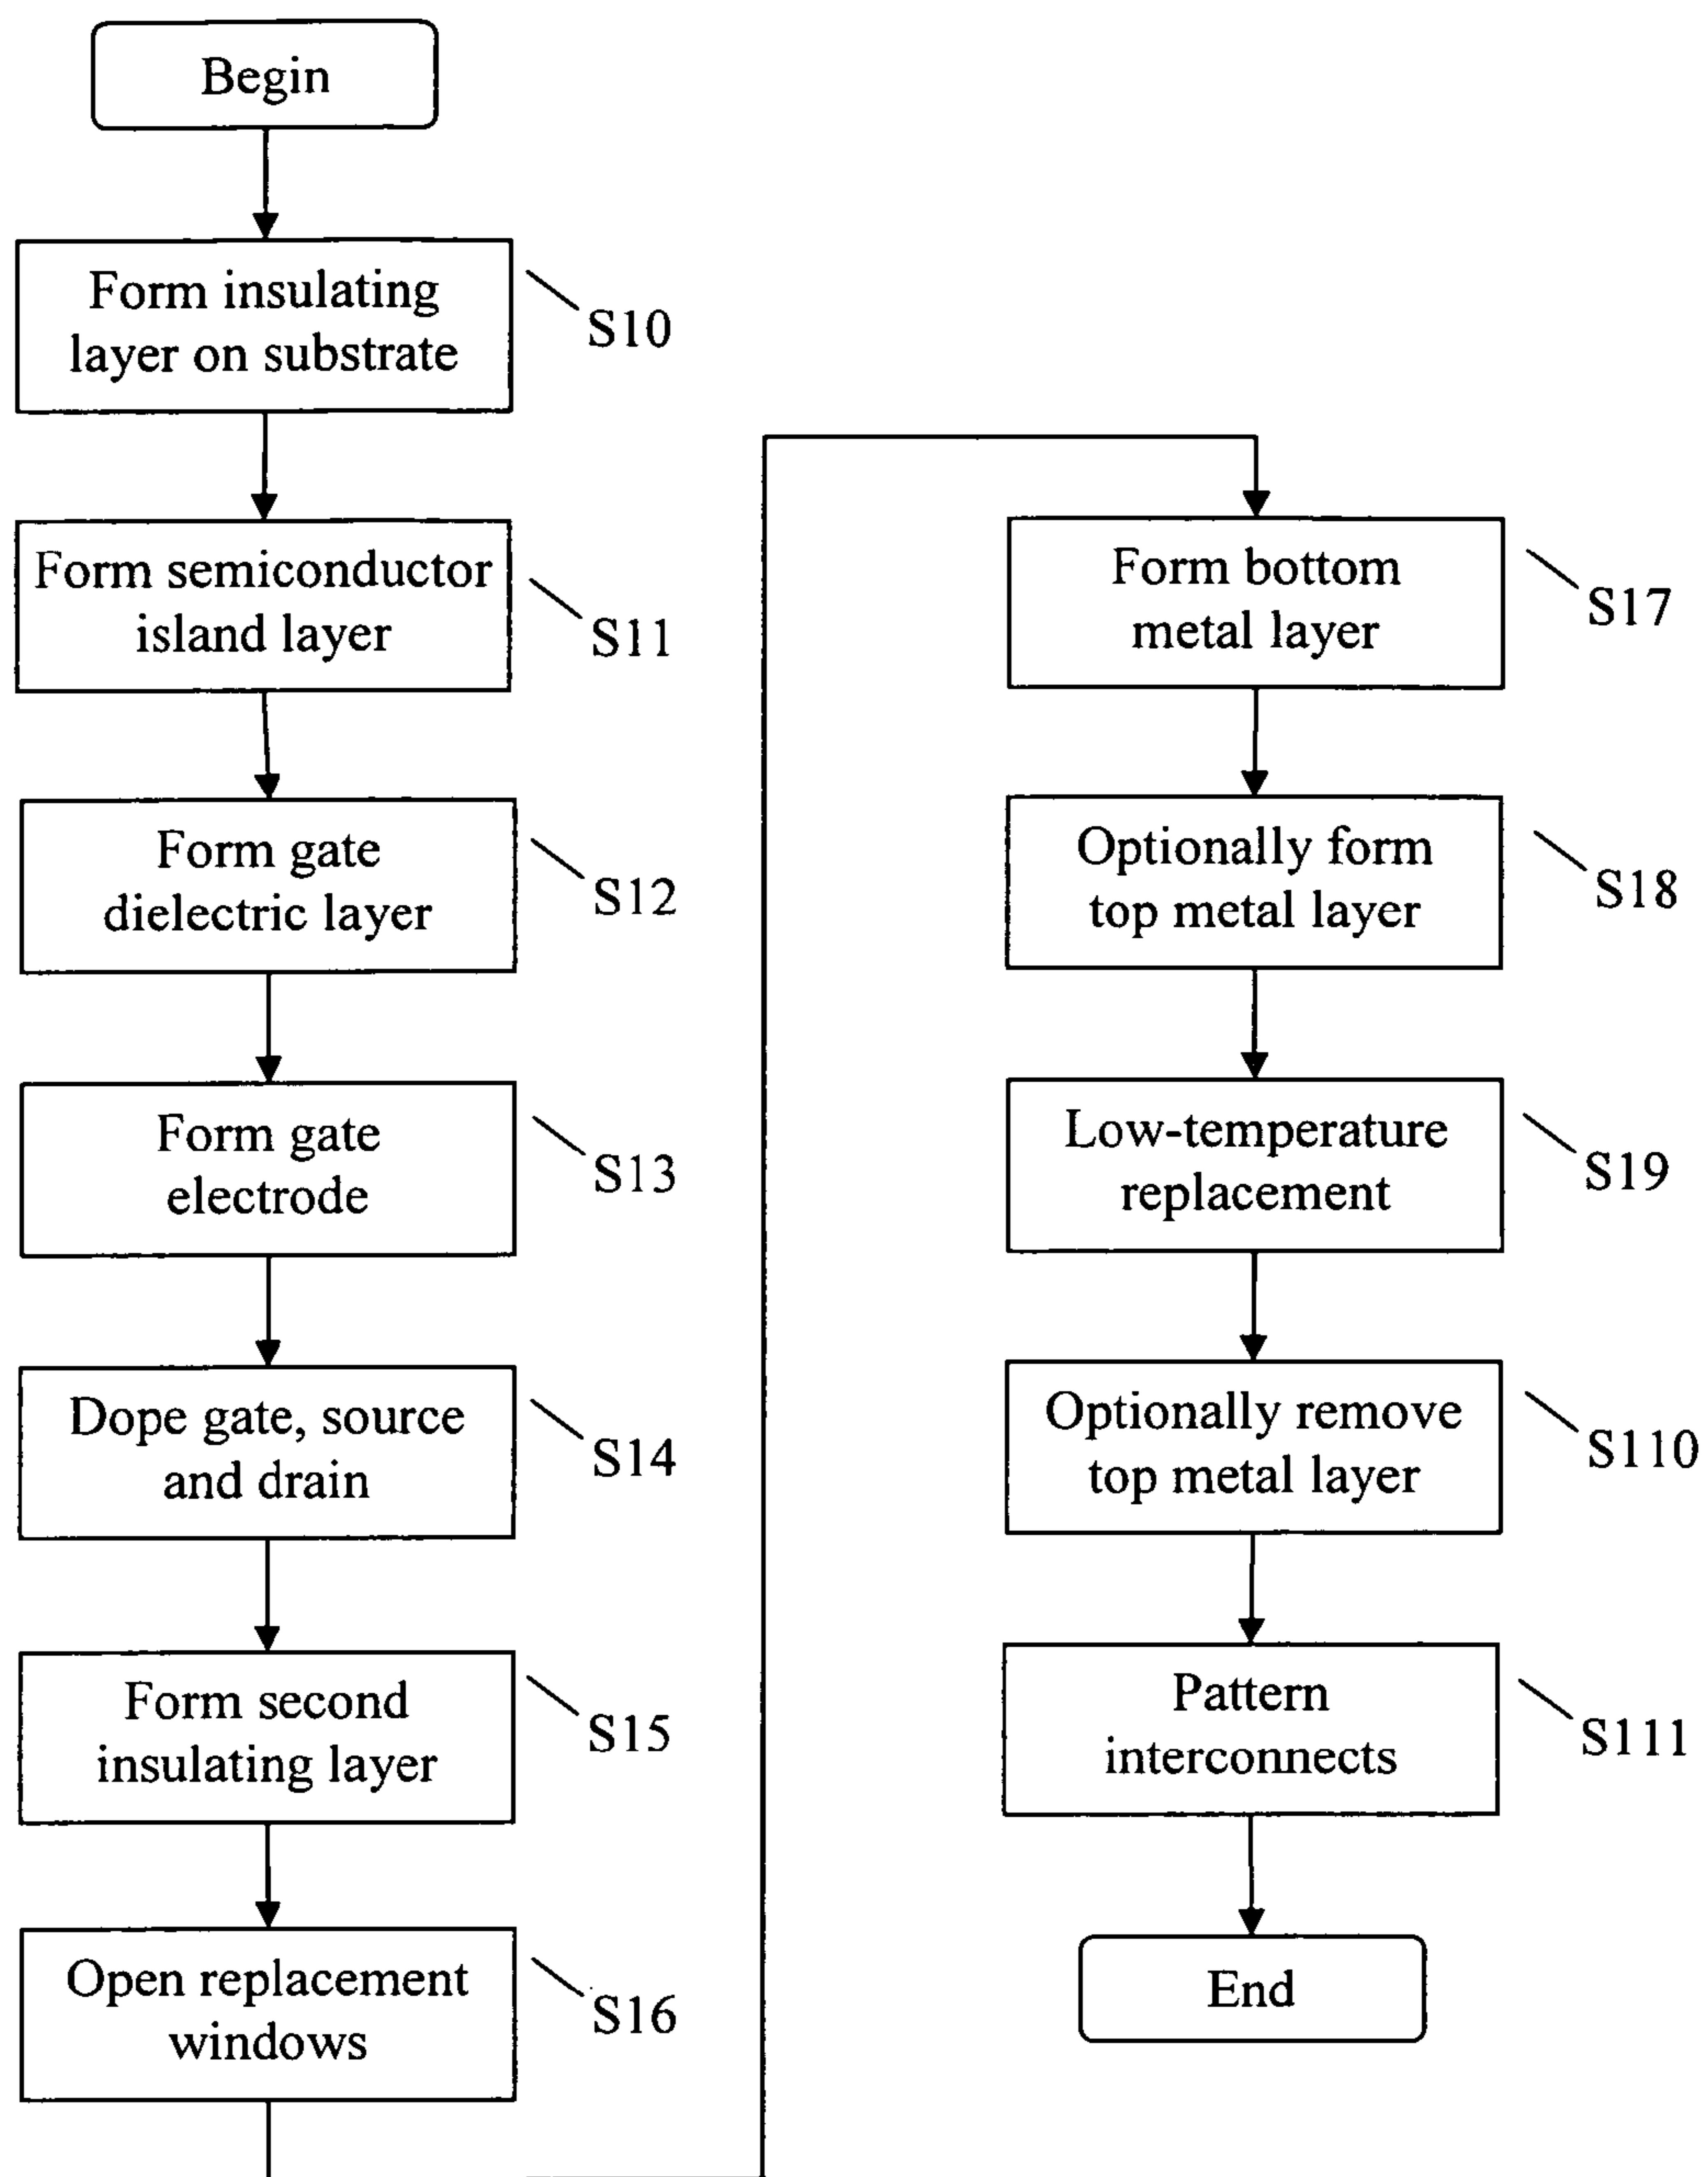 Begin
Form insulating
layer on substrate
S10
Form semiconductor
island layer
S11
Form gate
dielectric layer
S12
Form gate
electrode
S13
Dope gate, source
and drain
S14
Form second
insulating layer
S15
Open replacement
windows
S16
Form bottom
metal layer
S17
Optionally form
top metal layer
S18
Low-temperature
replacement
S19
Optionally remove
top metal layer
S110
Pattern
interconnects
S111
End